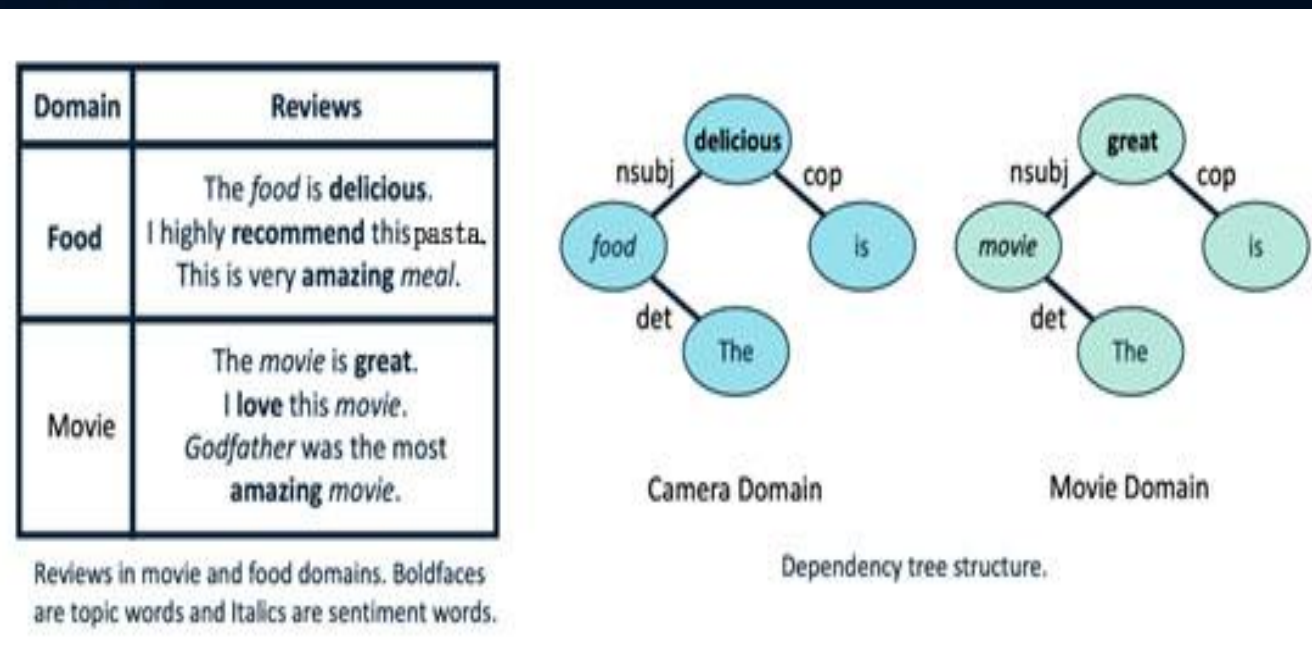 Domain
Reviews
Food
The food is delicious.
I highly recommend this pasta.
This is very amazing meal.
Movie
The movie is great.
I love this movie.
Godfather was the most
amazing movie.
Reviews in movie and food domains. Boldfaces
are topic words and Italics are sentiment words.
delicious
nsubj
cop
food
is
det
The
Camera Domain
great
nsubj
cop
movie
is
det
The
Movie Domain
Dependency tree structure.